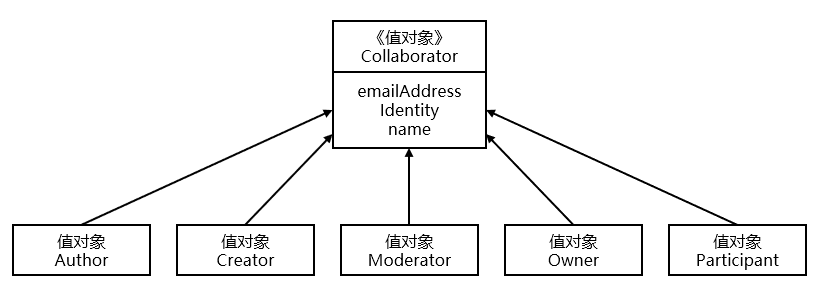 《值对象》
Collaborator
emailAddress
Identity
name
值对象
Author
值对象
Creator
值对象
Moderator
值对象
Owner
值对象
Participant